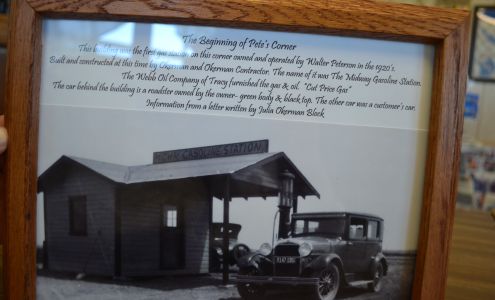 The Beginning of Pete's Corner
This building was the first gas station on this corner owned and operated by Walter Peterson in the 1920's.
Built and constructed at this time by Okerman and Okerman Contractor. The name of it was The Midway Gasoline Station.
The Webb Oil Company of Tracy furnished the gas & oil. "Cut Price Gas"
The car behind the building is a roadster owned by the owner- green body & black top. The other car was a customer's car.
Information from a letter written by Julia Okerman Block
GASOLINE STATION